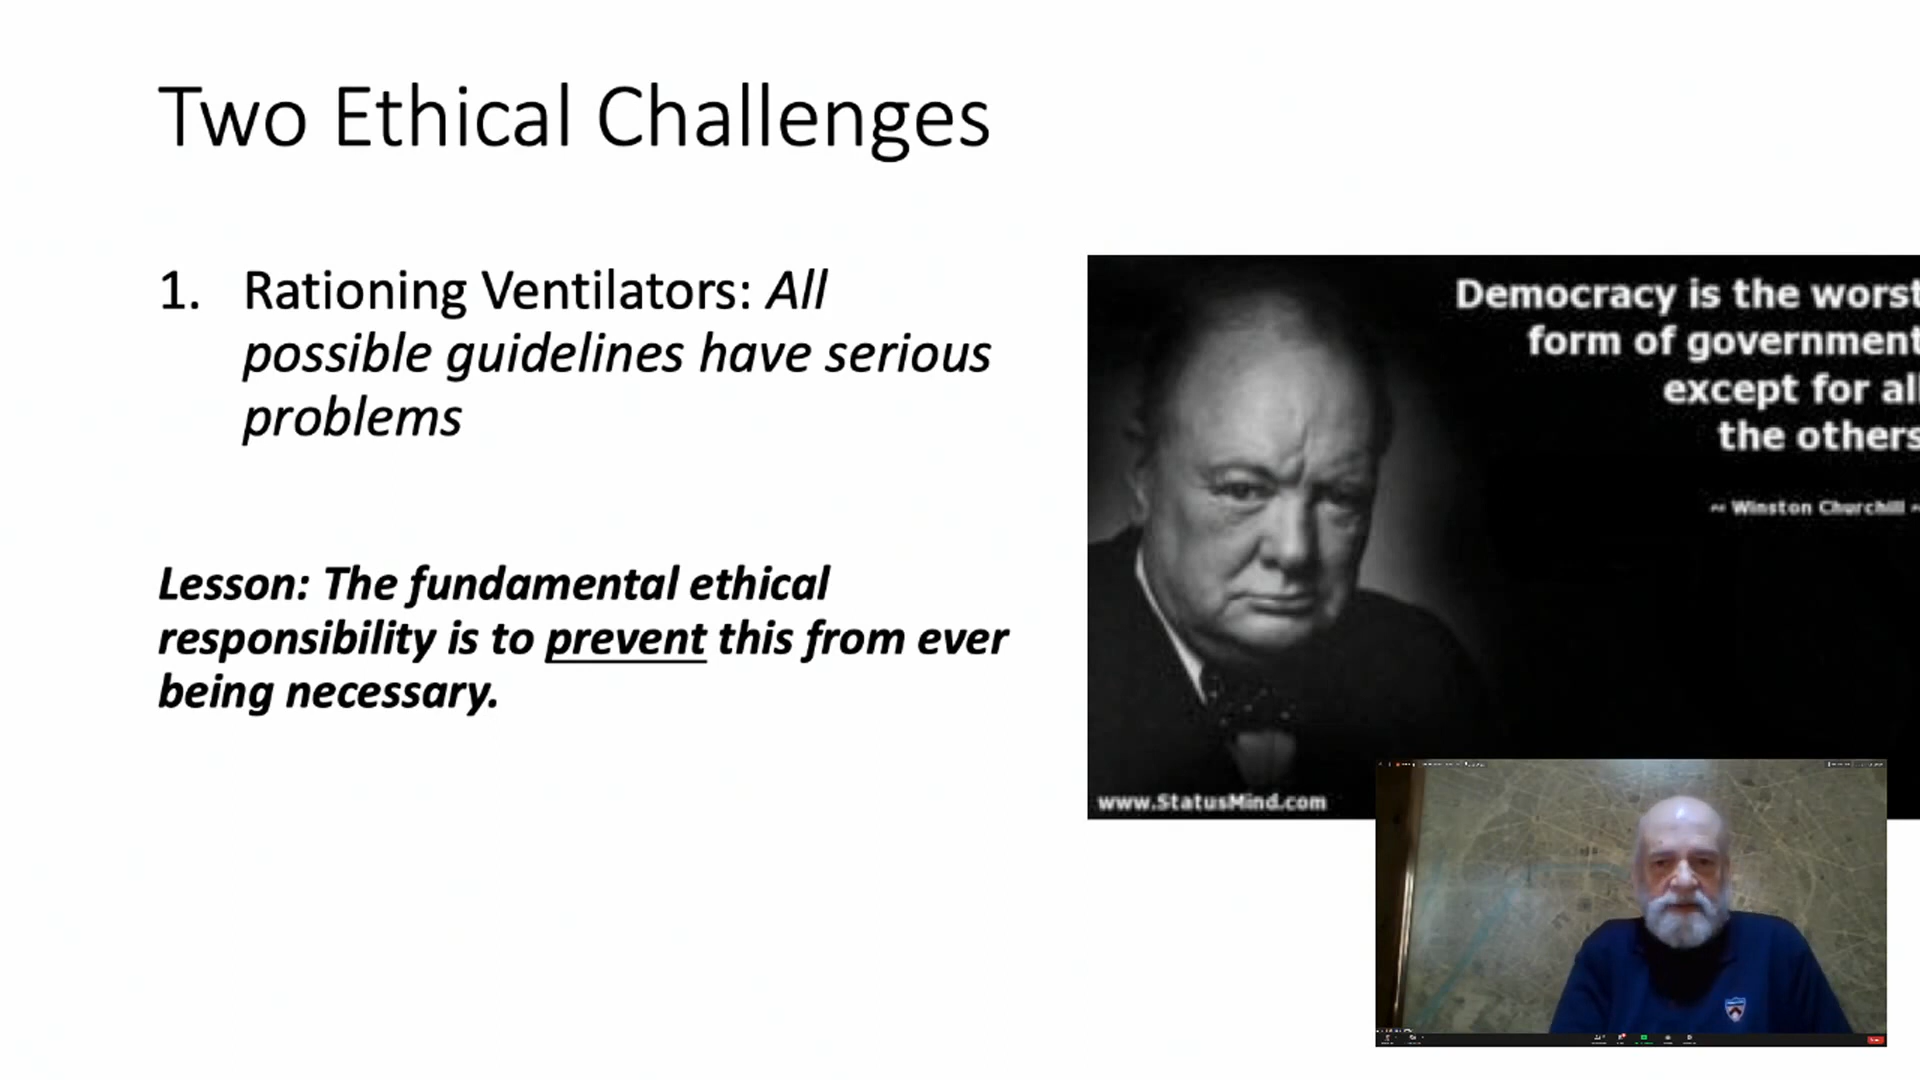 Two Ethical Challenges
1. Rationing Ventilators: All
possible guidelines have serious
problems
Lesson: The fundamental ethical
responsibility is to prevent this from ever
being necessary.
Democracy is the worst
form of government
except for all
the others
~ Winston Churchill ~
www.StatusMind.com